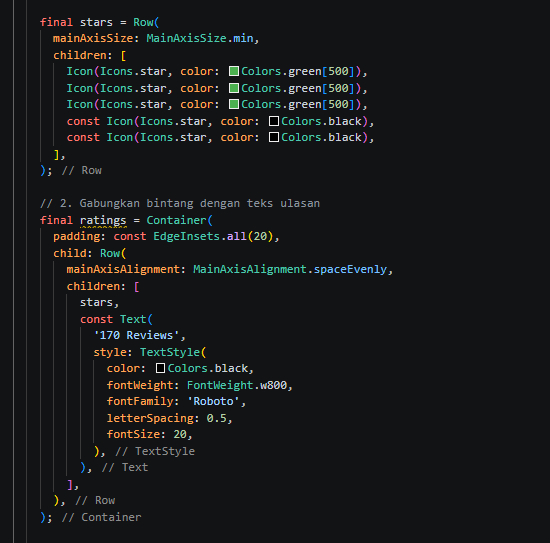 final stars = Row(
  mainAxisSize: MainAxisSize.min,
  children: [
    Icon(Icons.star, color: Colors.green[500]),
    Icon(Icons.star, color: Colors.green[500]),
    Icon(Icons.star, color: Colors.green[500]),
    const Icon(Icons.star, color: Colors.black),
    const Icon(Icons.star, color: Colors.black),
  ],
); // Row

// 2. Gabungkan bintang dengan teks ulasan
final ratings = Container(
  padding: const EdgeInsets.all(20),
  child: Row(
    mainAxisAlignment: MainAxisAlignment.spaceEvenly,
    children: [
      stars,
      const Text(
        '170 Reviews',
        style: TextStyle(
          color: Colors.black,
          fontWeight: FontWeight.w800,
          fontFamily: 'Roboto',
          letterSpacing: 0.5,
          fontSize: 20,
        ), // TextStyle
      ), // Text
    ],
  ), // Row
); // Container